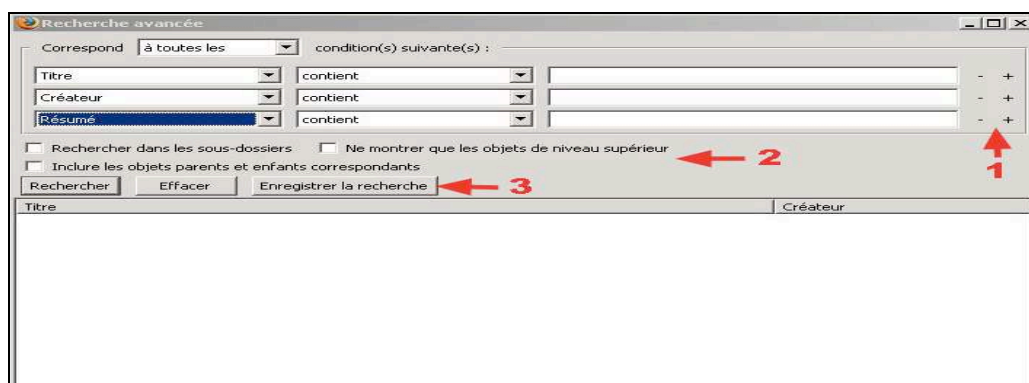 Recherche avancée
Correspond à toutes les condition(s) suivante(s) :
Titre contient - +
Créateur contient - +
Résumé contient - +
Rechercher dans les sous-dossiers Ne montrer que les objets de niveau supérieur
2
1
Inclure les objets parents et enfants correspondants
Rechercher Effacer Enregistrer la recherche
3
Titre Créateur